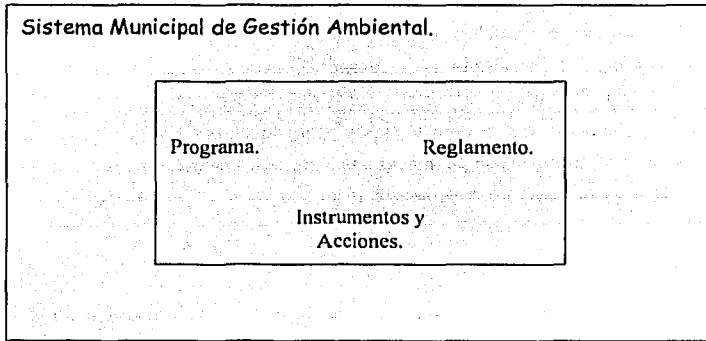 Sistema Municipal de Gestión Ambiental.
Programa. Reglamento.
Instrumentos y
Acciones.